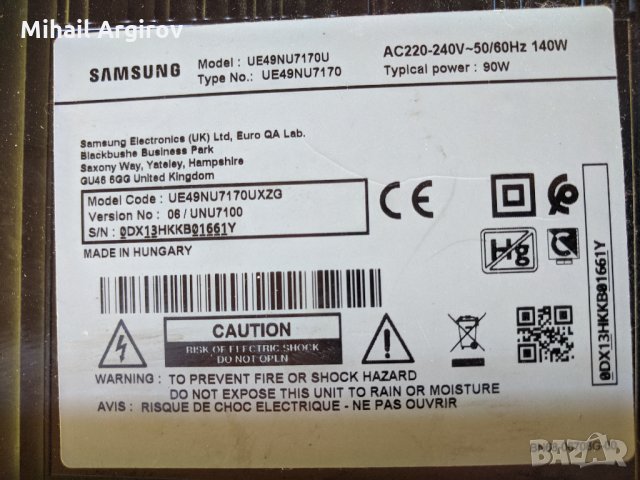 Mihail Argirov
SAMSUNG
Model : UE49NU7170U
Type No.: UE49NU7170
AC220-240V~50/60Hz 140W
Typical power : 90W
Samsung Electronics (UK) Ltd, Euro QA Lab.
Blackbushe Business Park
Saxony Way, Yateley, Hampshire
GU46 6GG United Kingdom
Model Code : UE49NU7170UXZG
Version No : 06 / UNU7100
S/N : 0DX13HKKB01661Y
MADE IN HUNGARY
CE
Hg
0DX13HKKB01661Y
CAUTION
RISK OF ELECTRIC SHOCK
DO NOT OPEN
WARNING : TO PREVENT FIRE OR SHOCK HAZARD
DO NOT EXPOSE THIS UNIT TO RAIN OR MOISTURE
AVIS : RISQUE DE CHOC ELECTRIQUE - NE PAS OUVRIR
BAZAR